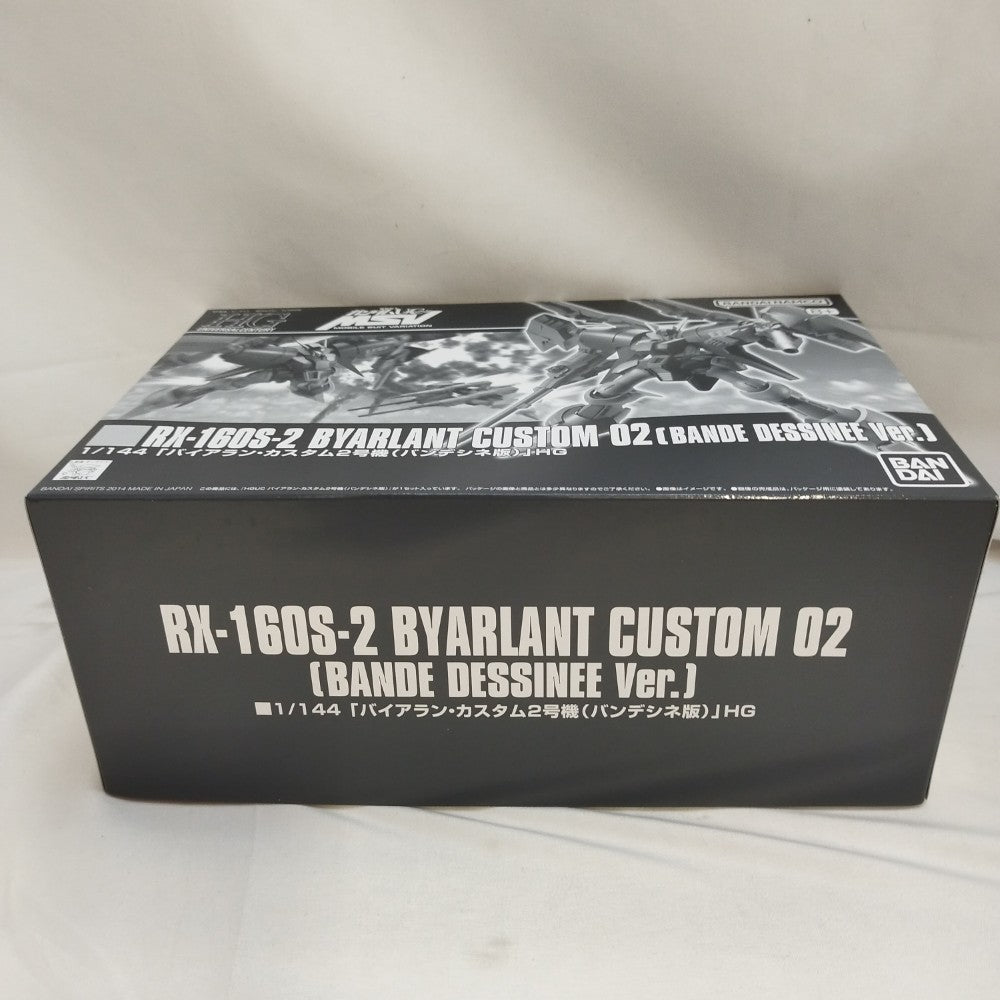 HG
UNIVERSAL CENTURY
MSV
MOBILE SUIT VARIATION
BANDAI NAMCO
RX-160S-2 BYARLANT CUSTOM 02 (BANDE DESSINEE Ver.)
1/144「バイアラン・カスタム2号機(バンデシネ版)」HG
BAN
DAI
BANDAI SPIRITS 2014 MADE IN JAPAN
RX-160S-2 BYARLANT CUSTOM 02
(BANDE DESSINEE Ver.)
■1/144「バイアラン・カスタム2号機(バンデシネ版)」HG